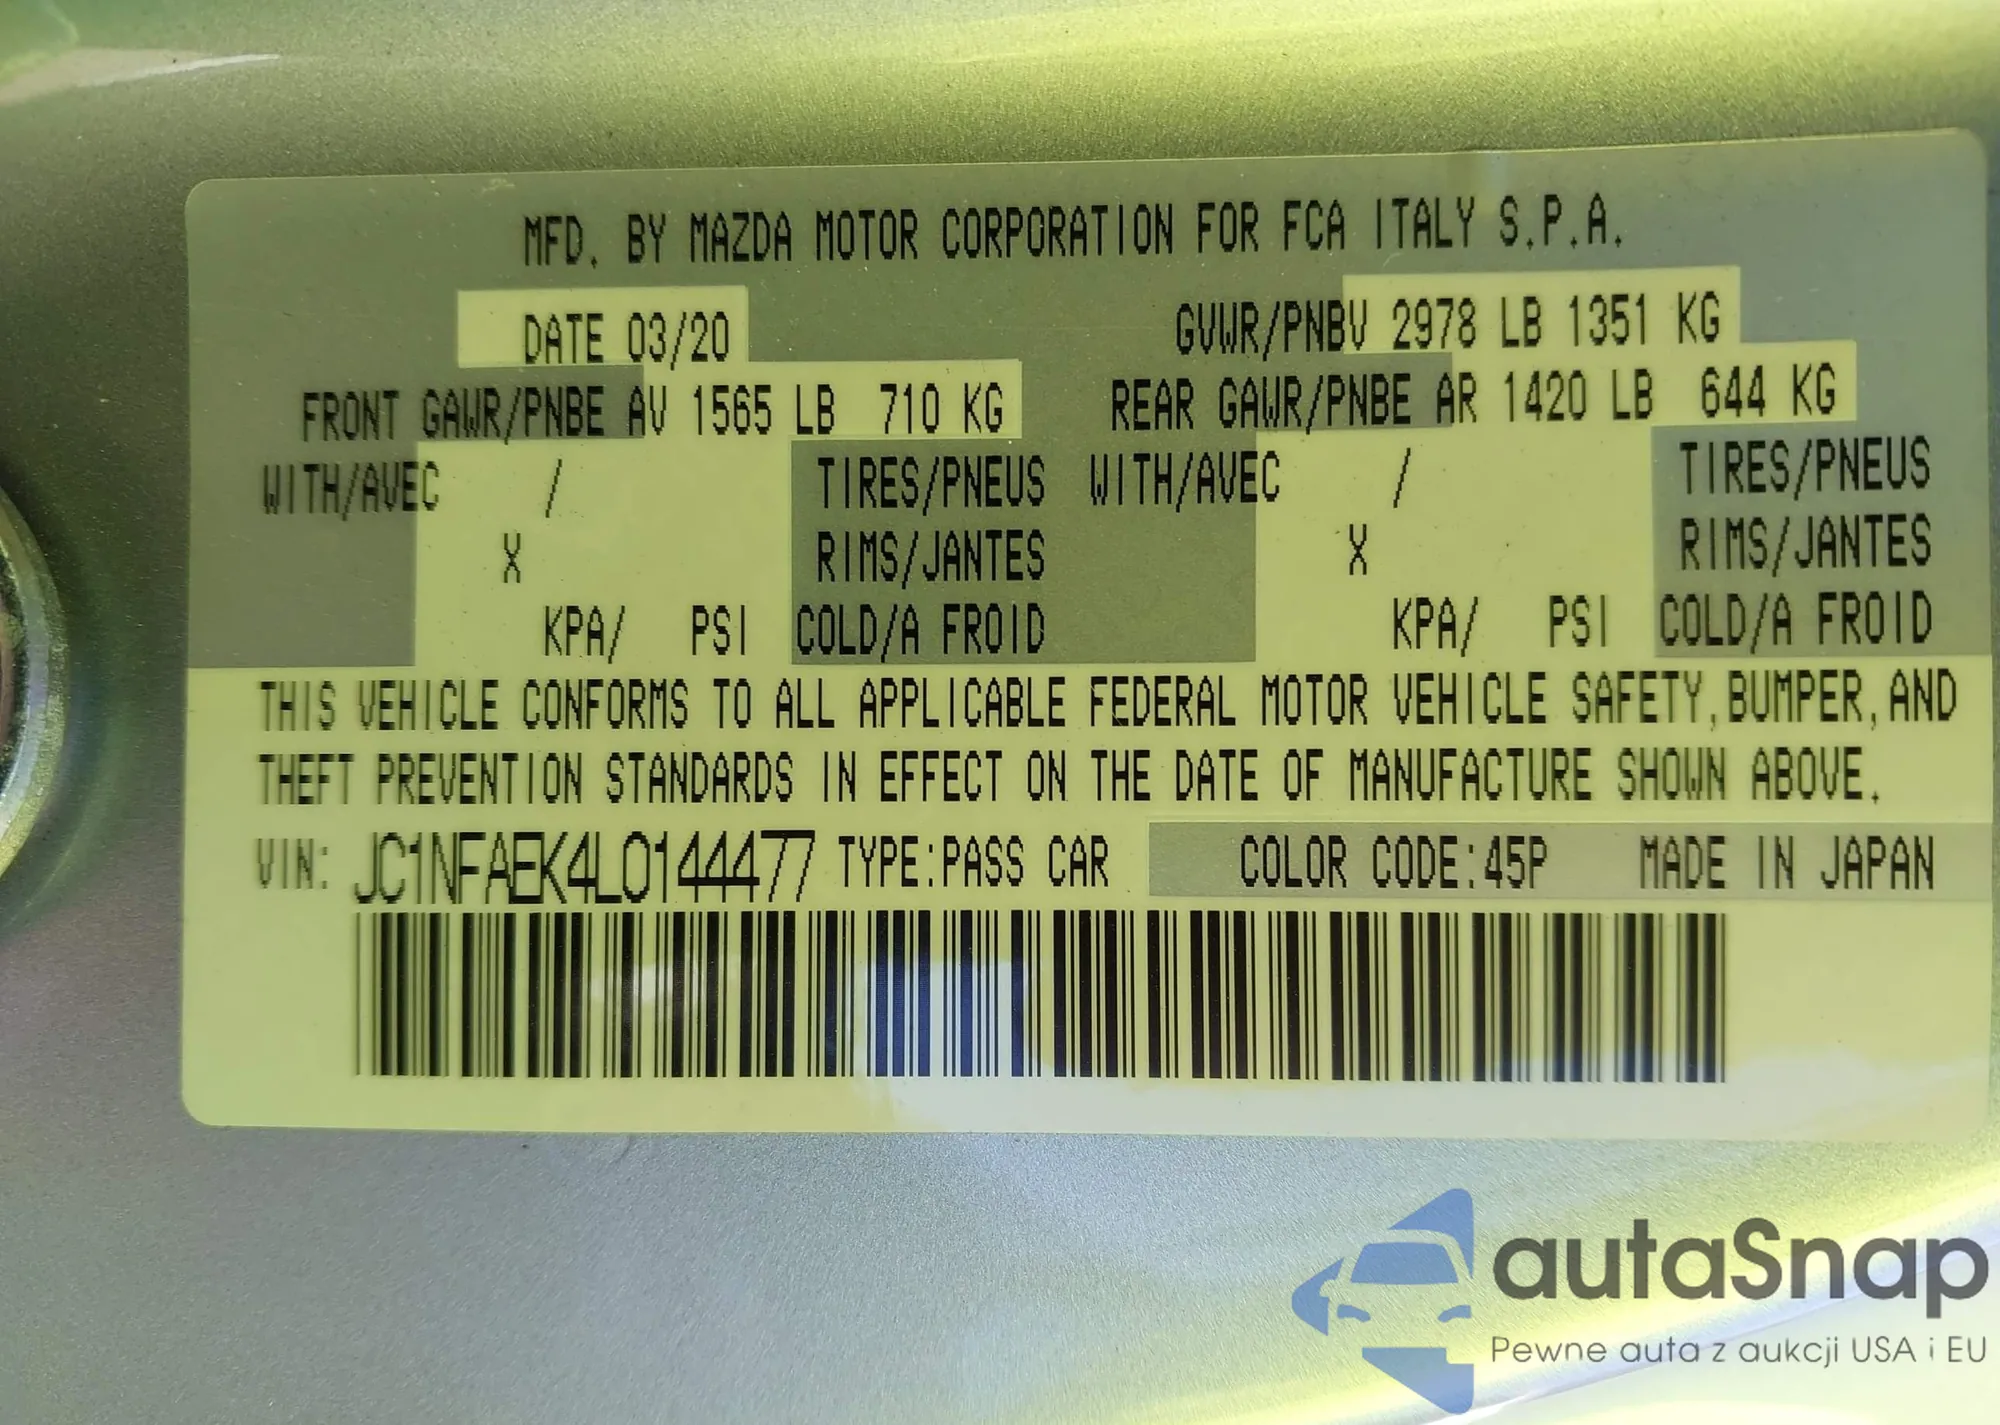 MFD. BY MAZDA MOTOR CORPORATION FOR FCA ITALY S.P.A.
DATE 03/20 GVWR/PNBV 2978 LB 1351 KG
FRONT GAWR/PNBE AV 1565 LB 710 KG REAR GAWR/PNBE AR 1420 LB 644 KG
WITH/AVEC / TIRES/PNEUS WITH/AVEC / TIRES/PNEUS
X RIMS/JANTES X RIMS/JANTES
KPA/ PSI COLD/A FROID KPA/ PSI COLD/A FROID
THIS VEHICLE CONFORMS TO ALL APPLICABLE FEDERAL MOTOR VEHICLE SAFETY, BUMPER, AND
THEFT PREVENTION STANDARDS IN EFFECT ON THE DATE OF MANUFACTURE SHOWN ABOVE.
VIN: JC1NFAEK4L0144477 TYPE:PASS CAR COLOR CODE:45P MADE IN JAPAN
autaSnap
Pewne auta z aukcji USA i EU